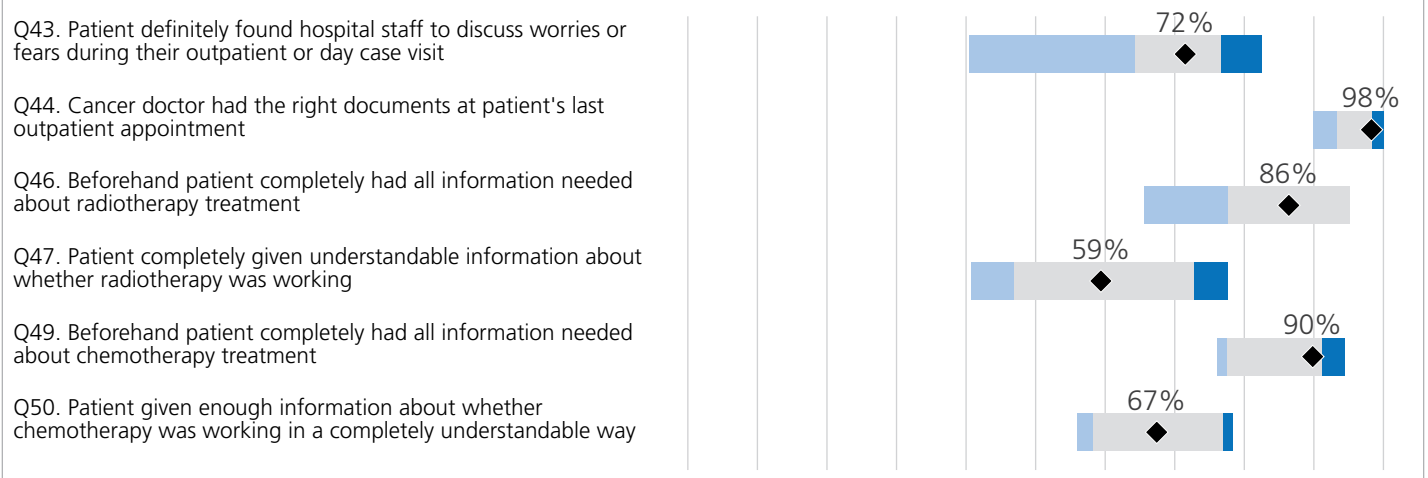 Q43. Patient definitely found hospital staff to discuss worries or
fears during their outpatient or day case visit
72%
Q44. Cancer doctor had the right documents at patient's last
outpatient appointment
98%
Q46. Beforehand patient completely had all information needed
about radiotherapy treatment
86%
Q47. Patient completely given understandable information about
whether radiotherapy was working
59%
Q49. Beforehand patient completely had all information needed
about chemotherapy treatment
90%
Q50. Patient given enough information about whether
chemotherapy was working in a completely understandable way
67%